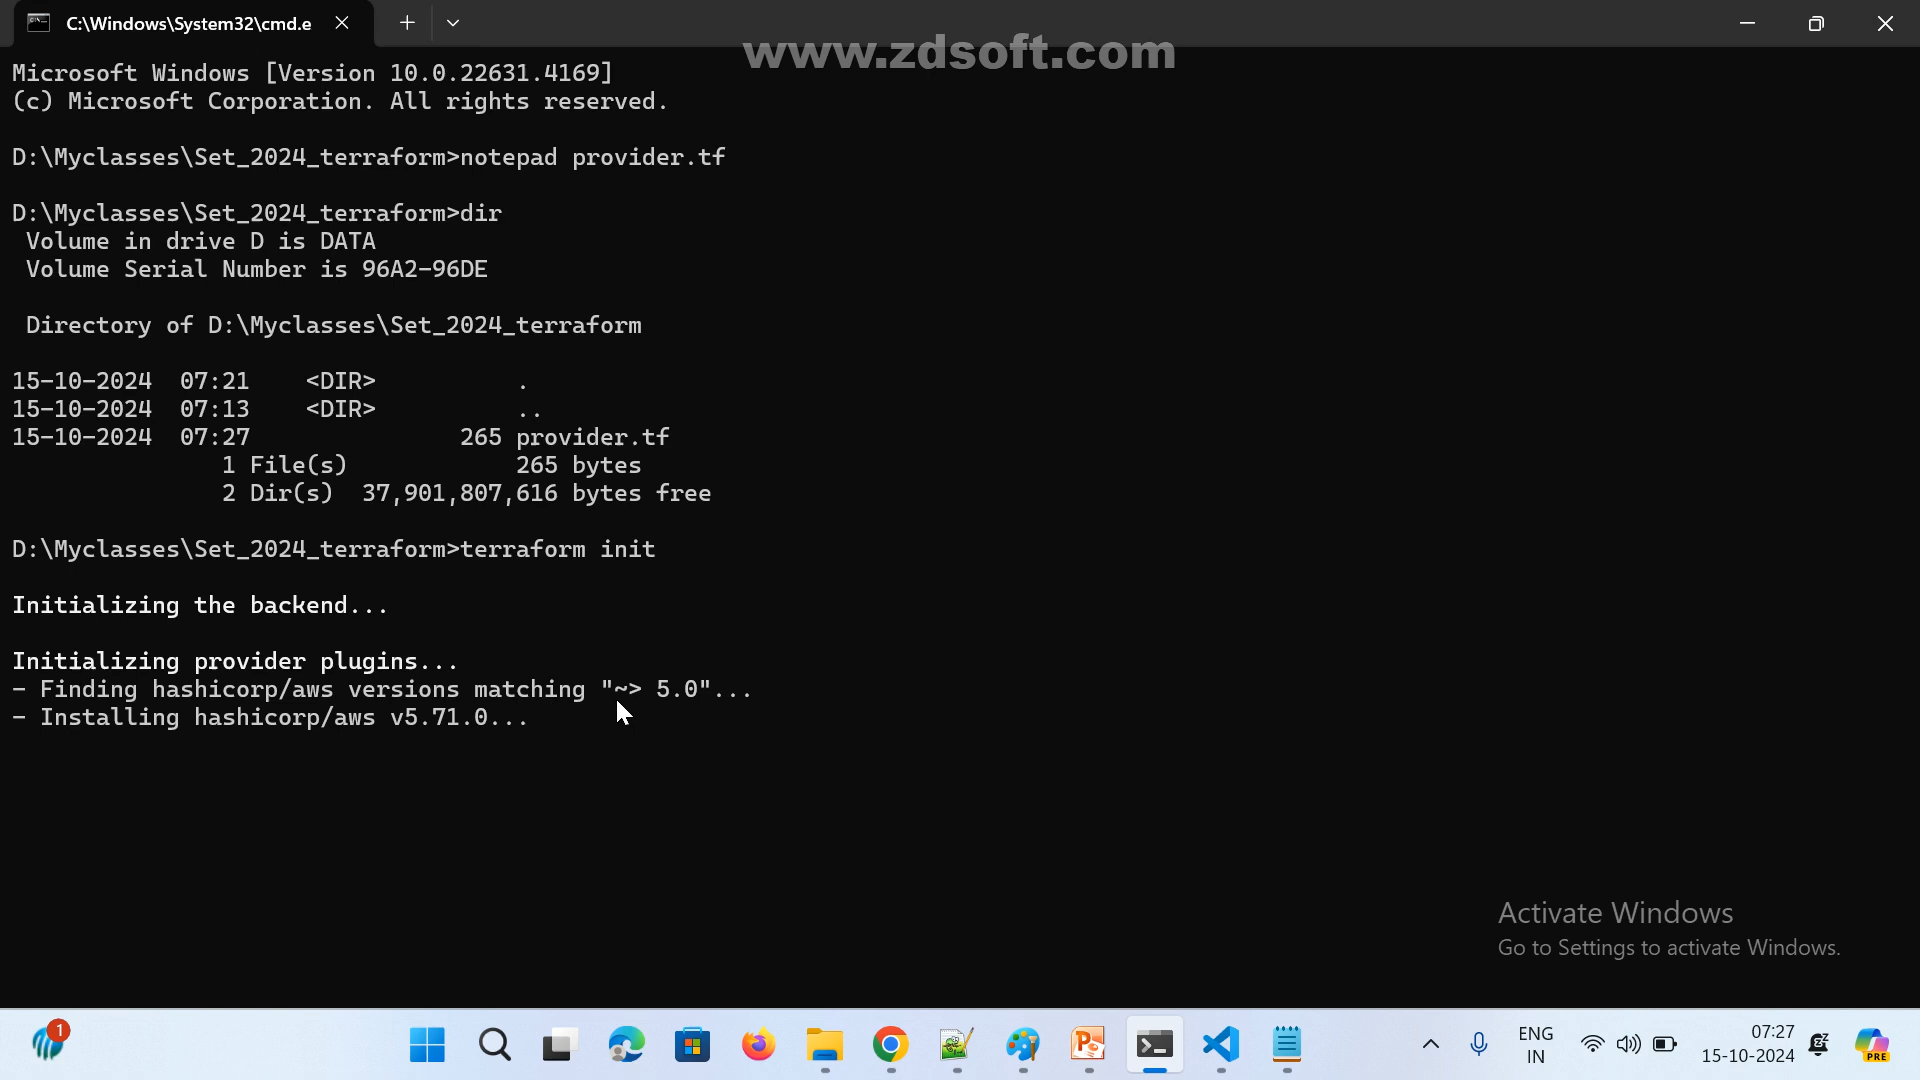 C:\Windows\System32\cmd.e
www.zdsoft.com
Microsoft Windows [Version 10.0.22631.4169]
(c) Microsoft Corporation. All rights reserved.
D:\Myclasses\Set_2024_terraform>notepad provider.tf
D:\Myclasses\Set_2024_terraform>dir
Volume in drive D is DATA
Volume Serial Number is 96A2-96DE
Directory of D:\Myclasses\Set_2024_terraform
15-10-2024 07:21 <DIR> .
15-10-2024 07:13 <DIR> ..
15-10-2024 07:27 265 provider.tf
1 File(s) 265 bytes
2 Dir(s) 37,901,807,616 bytes free
D:\Myclasses\Set_2024_terraform>terraform init
Initializing the backend...
Initializing provider plugins...
- Finding hashicorp/aws versions matching "~> 5.0"...
- Installing hashicorp/aws v5.71.0...
Activate Windows
Go to Settings to activate Windows.
1
ENG
IN
07:27
15-10-2024
PRE